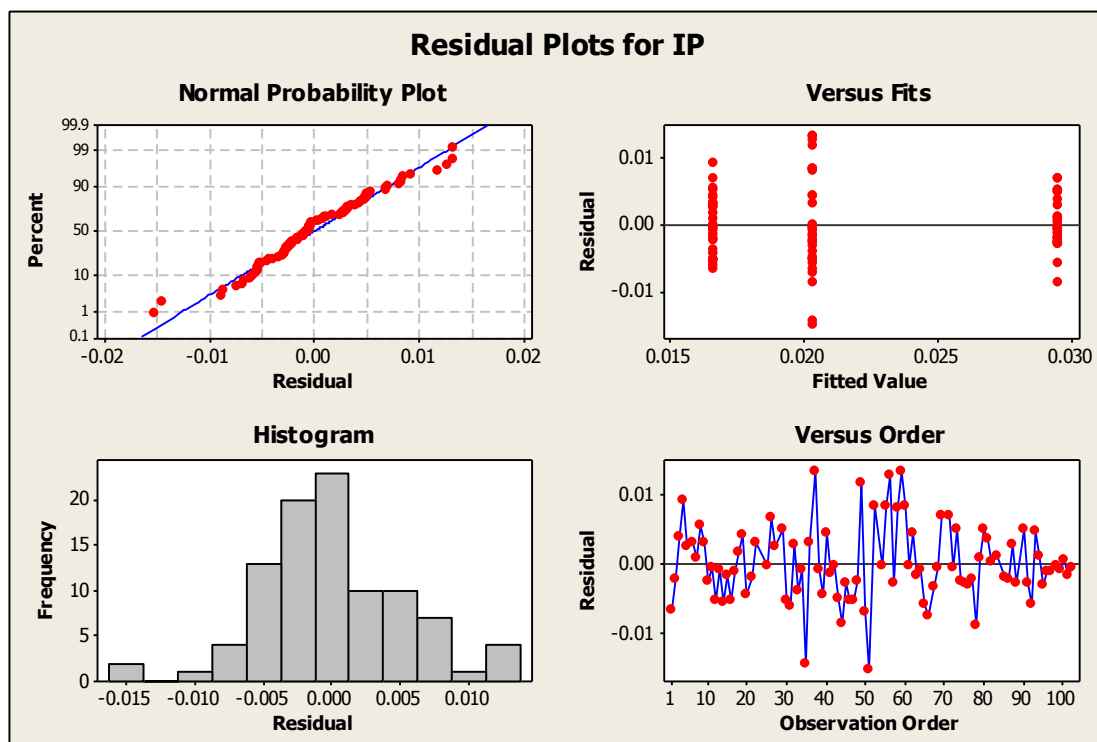 Residual Plots for IP
Normal Probability Plot
99.9
99
90
50
10
1
0.1
Percent
-0.02 -0.01 0.00 0.01 0.02
Residual
Versus Fits
0.01
0.00
-0.01
Residual
0.015 0.020 0.025 0.030
Fitted Value
Histogram
20
15
10
5
0
Frequency
-0.015 -0.010 -0.005 0.000 0.005 0.010
Residual
Versus Order
0.01
0.00
-0.01
Residual
1 10 20 30 40 50 60 70 80 90 100
Observation Order